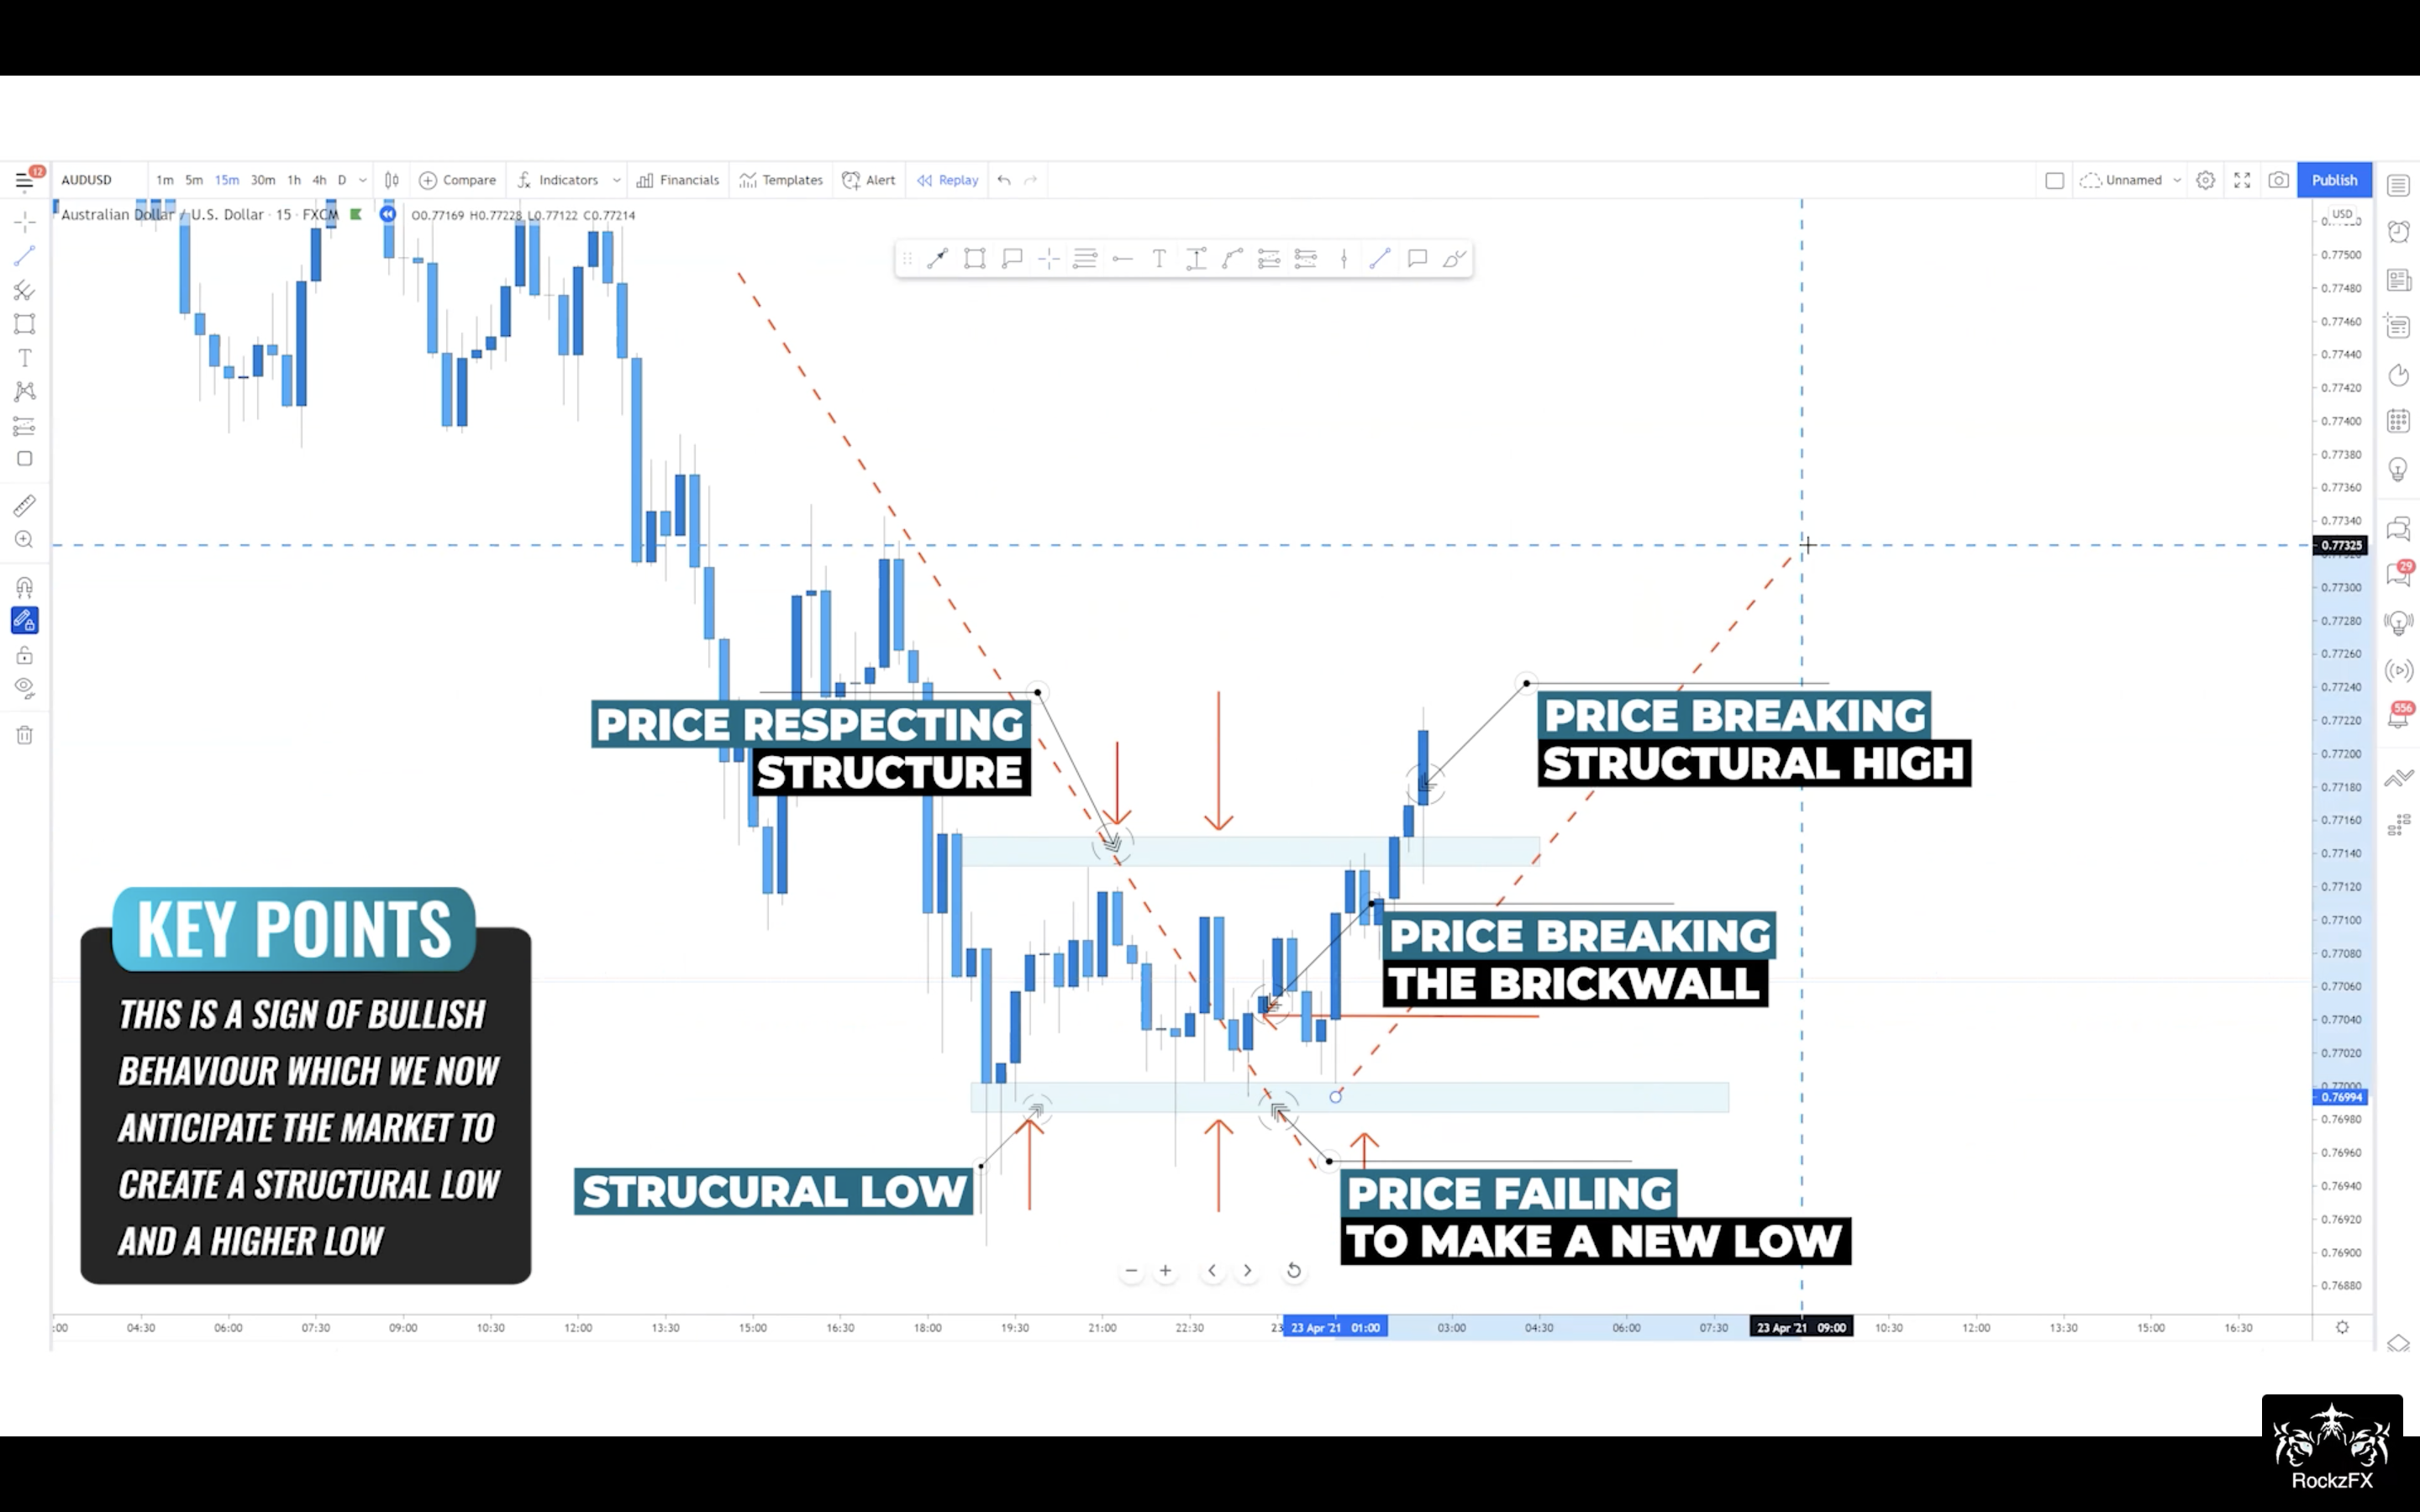 12
AUDUSD 1m 5m 15m 30m 1h 4h D Compare Indicators Financials Templates Alert Replay Unnamed Publish
Australian Dollar / U.S. Dollar · 15 · FXCM O0.77169 H0.77228 L0.77122 C0.77214
USD
0.77500
0.77480
0.77460
0.77440
0.77420
0.77400
0.77380
0.77360
0.77340
0.77325
0.77300
0.77280
0.77260
0.77240
0.77220
0.77200
0.77180
0.77160
0.77140
0.77120
0.77100
0.77080
0.77060
0.77040
0.77020
0.77000
0.76994
0.76980
0.76960
0.76940
0.76920
0.76900
0.76880
29
556
PRICE RESPECTING
STRUCTURE
PRICE BREAKING
STRUCTURAL HIGH
PRICE BREAKING
THE BRICKWALL
STRUCURAL LOW
PRICE FAILING
TO MAKE A NEW LOW
KEY POINTS
THIS IS A SIGN OF BULLISH
BEHAVIOUR WHICH WE NOW
ANTICIPATE THE MARKET TO
CREATE A STRUCTURAL LOW
AND A HIGHER LOW
:00 04:30 06:00 07:30 09:00 10:30 12:00 13:30 15:00 16:30 18:00 19:30 21:00 22:30 23 23 Apr '21 01:00 03:00 04:30 06:00 07:30 23 Apr '21 09:00 10:30 12:00 13:30 15:00 16:30
RockzFX